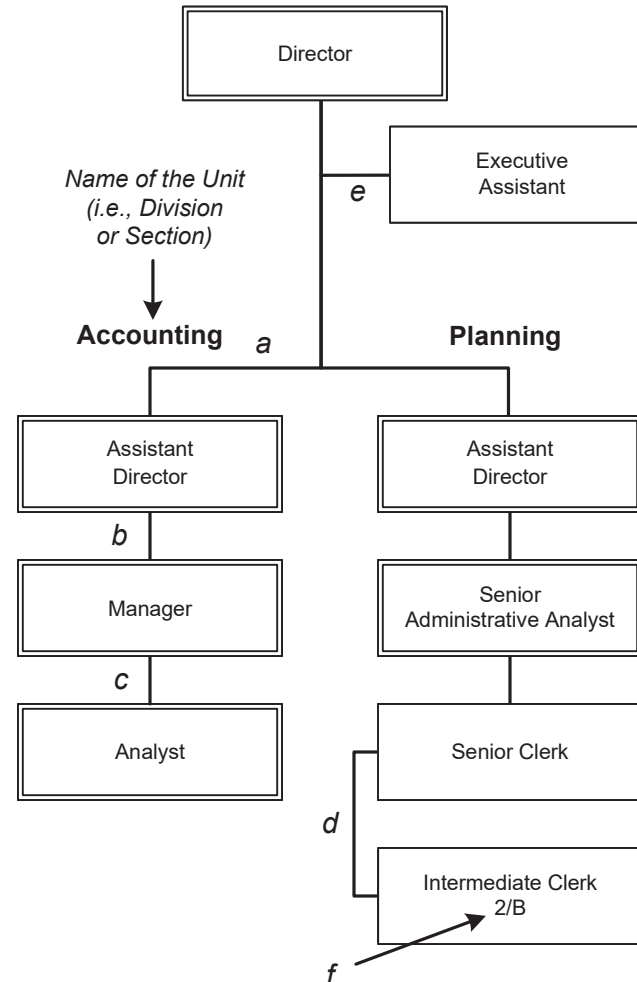 Director
Executive
Assistant
e
Name of the Unit
(i.e., Division
or Section)
Accounting
a
Planning
Assistant
Director
Assistant
Director
b
Manager
Senior
Administrative Analyst
c
Analyst
Senior Clerk
d
Intermediate Clerk
2/B
f